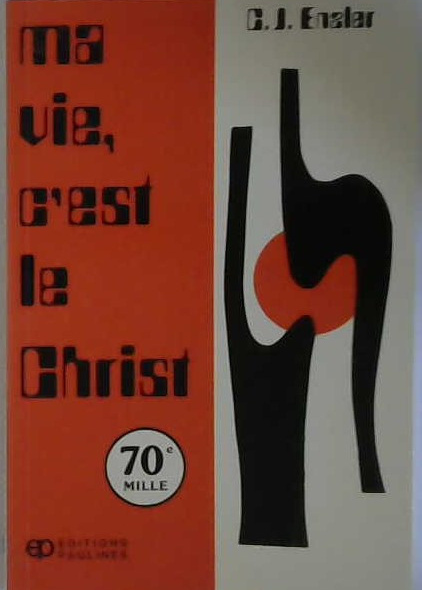 ma
vie,
c'est
le
Christ
C. J. Enzler
70e
MILLE
ep EDITIONS
PAULINES